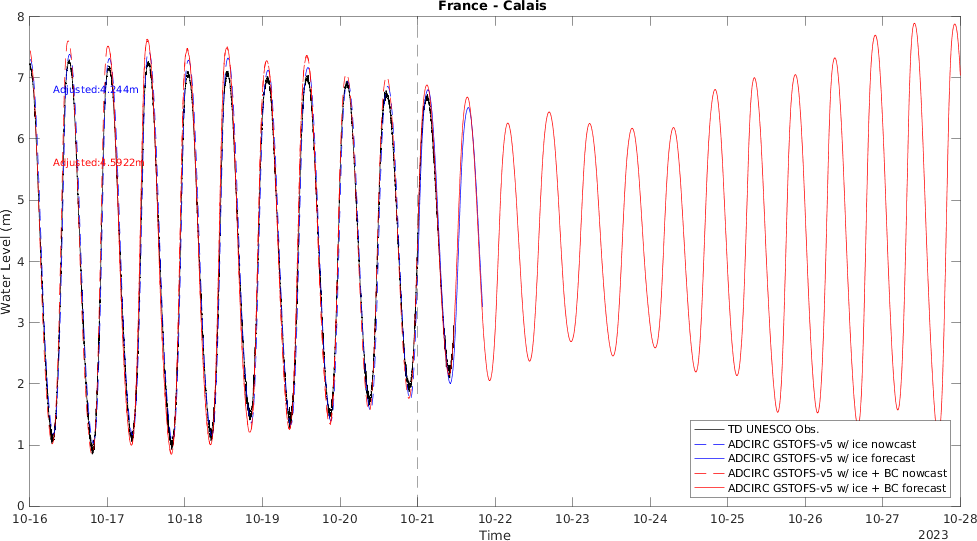 France - Calais
8
7
6
5
4
3
2
1
0
Water Level (m)
Adjusted:4.244m
Adjusted:4.5922m
TD UNESCO Obs.
ADCIRC GSTOFS-v5 w/ ice nowcast
ADCIRC GSTOFS-v5 w/ ice forecast
ADCIRC GSTOFS-v5 w/ ice + BC nowcast
ADCIRC GSTOFS-v5 w/ ice + BC forecast
10-16 10-17 10-18 10-19 10-20 10-21 10-22 10-23 10-24 10-25 10-26 10-27 10-28
Time
2023